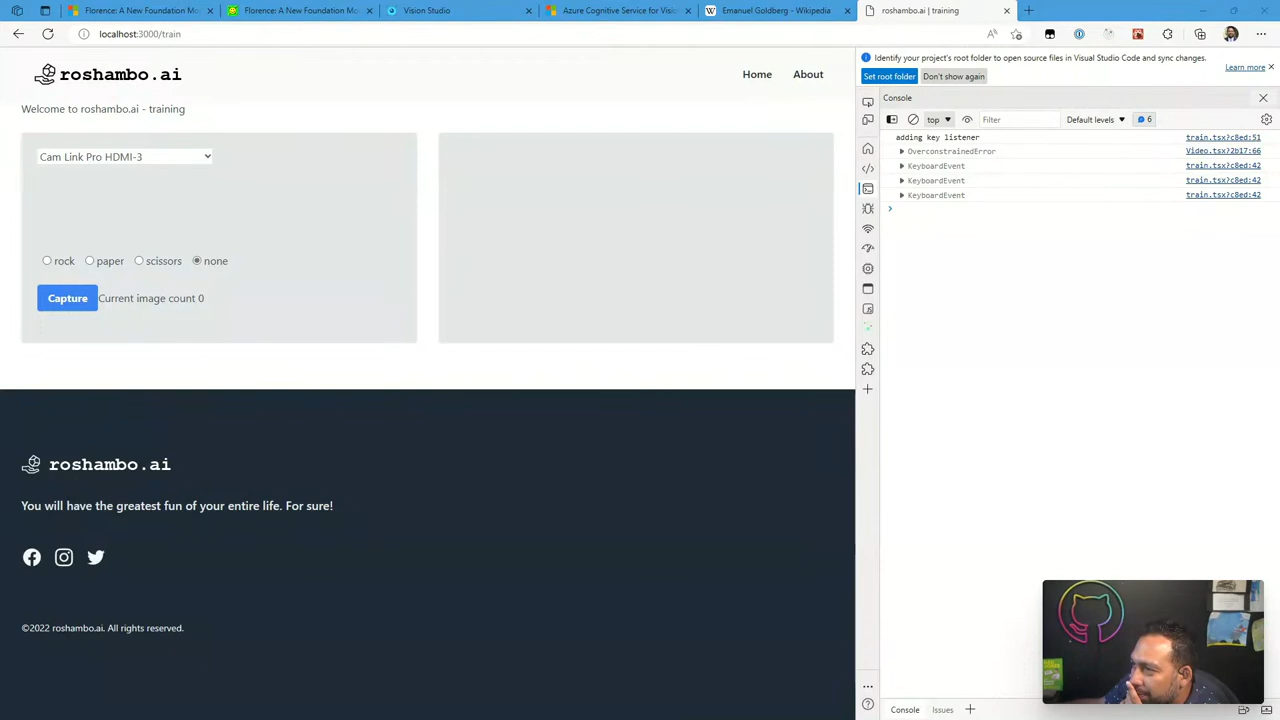 Florence: A New Foundation Mo
Florence: A New Foundation Mo
Vision Studio
Azure Cognitive Service for Visi
Emanuel Goldberg - Wikipedia
roshambo.ai | training
localhost:3000/train
Identify your project's root folder to open source files in Visual Studio Code and sync changes.
Learn more
Set root folder
Don't show again
roshambo.ai
Home
About
Welcome to roshambo.ai - training
Console
top
Filter
Default levels
6
adding key listener
train.tsx?c8ed:51
OverconstrainedError
Video.tsx?2b17:66
KeyboardEvent
train.tsx?c8ed:42
KeyboardEvent
train.tsx?c8ed:42
KeyboardEvent
train.tsx?c8ed:42
Cam Link Pro HDMI-3
rock
paper
scissors
none
Capture
Current image count 0
roshambo.ai
You will have the greatest fun of your entire life. For sure!
©2022 roshambo.ai. All rights reserved.
Console
Issues